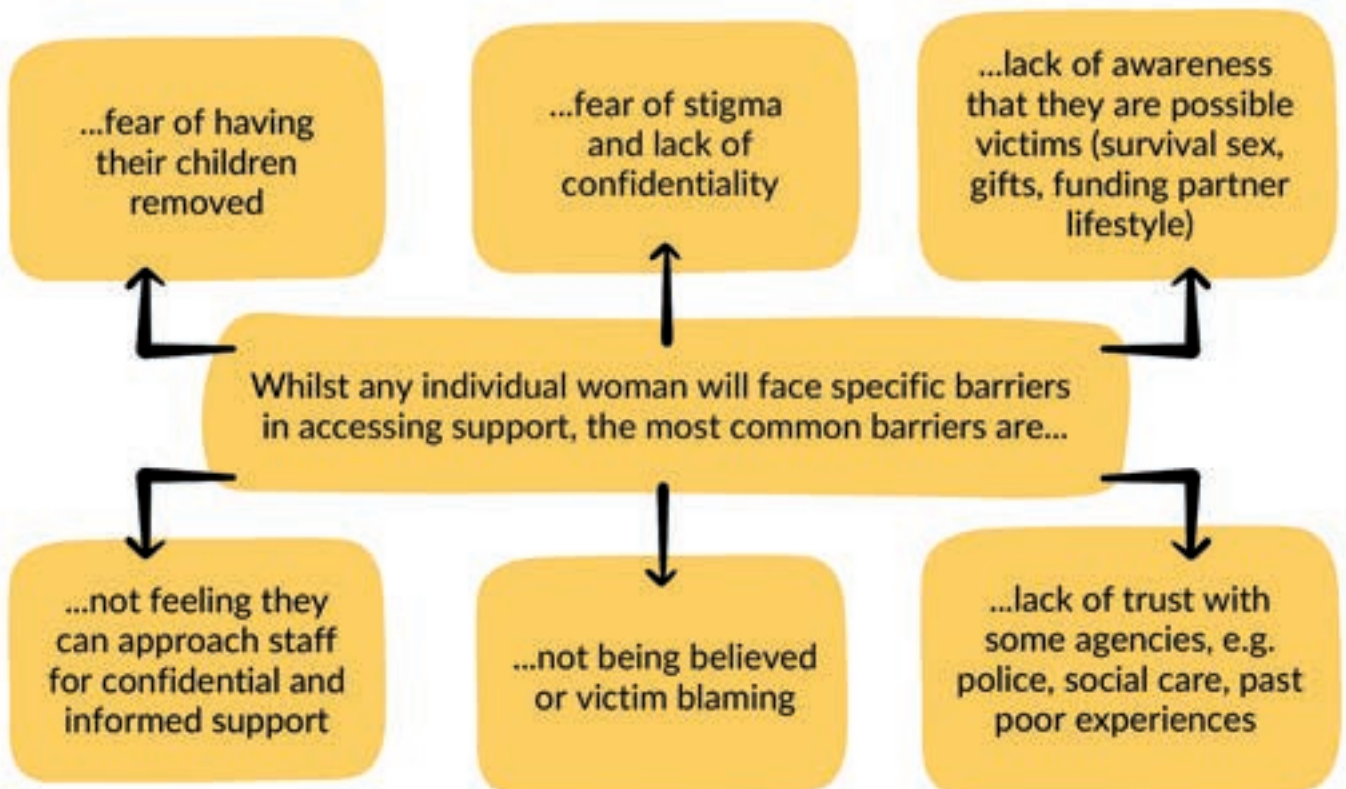 ...fear of having
their children
removed
...fear of stigma
and lack of
confidentiality
...lack of awareness
that they are possible
victims (survival sex,
gifts, funding partner
lifestyle)
Whilst any individual woman will face specific barriers
in accessing support, the most common barriers are...
...not feeling they
can approach staff
for confidential and
informed support
...not being believed
or victim blaming
...lack of trust with
some agencies, e.g.
police, social care, past
poor experiences